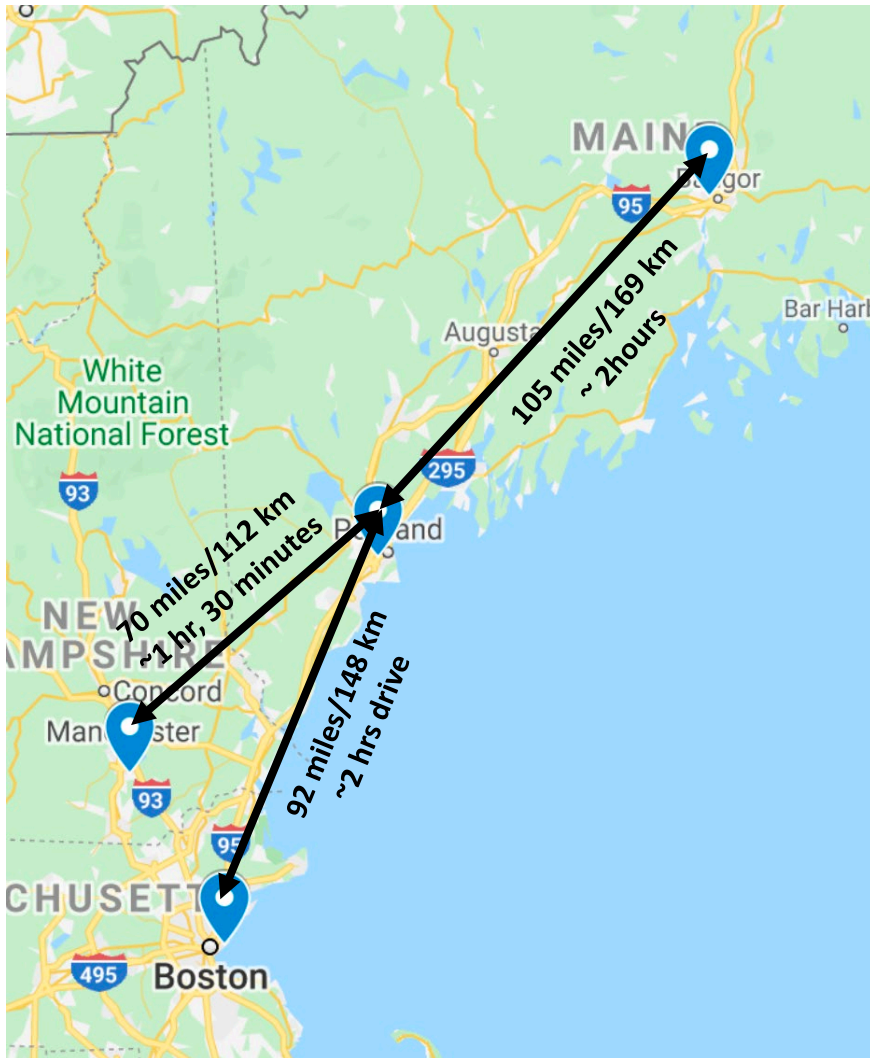 MAINE
Bangor
95
105 miles/169 km
~ 2hours
Bar Harb
Augusta
White
Mountain
National Forest
93
295
70 miles/112 km
~1 hr, 30 minutes
Portland
NEW
AMPSHIRE
Concord
Manchester
92 miles/148 km
~2 hrs drive
93
95
CHUSETT
495
Boston